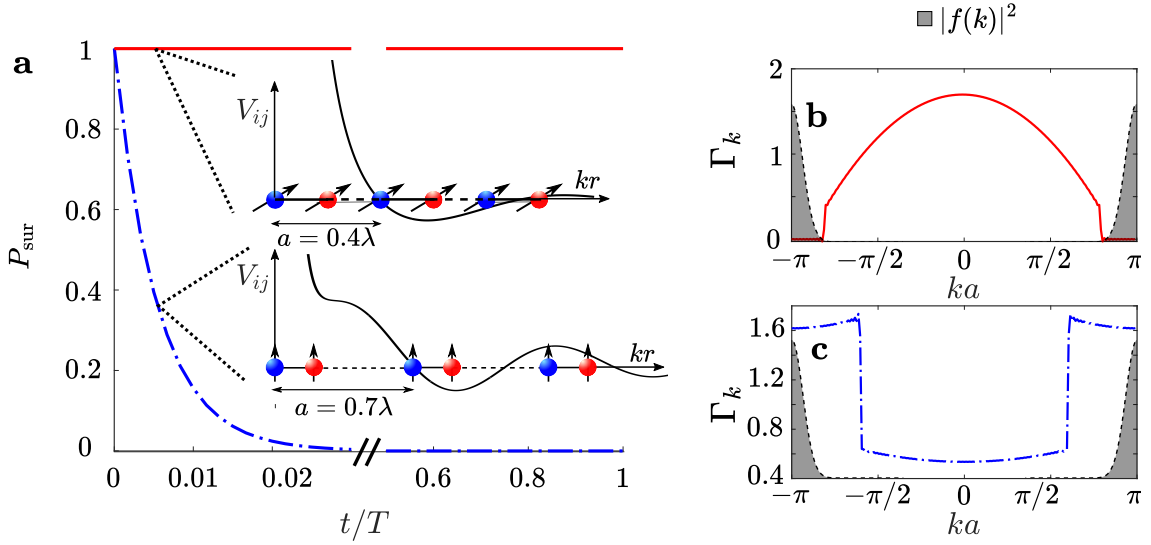 a
P_sur
1
0.8
0.6
0.4
0.2
0
0
0.01
0.02
0.6
0.8
1
t/T
V_ij
kr
a = 0.4λ
V_ij
kr
a = 0.7λ
|f(k)|²
b
Γ_k
2
1
0
−π
−π/2
0
π/2
π
ka
c
Γ_k
1.6
1.2
0.8
0.4
−π
−π/2
0
π/2
π
ka